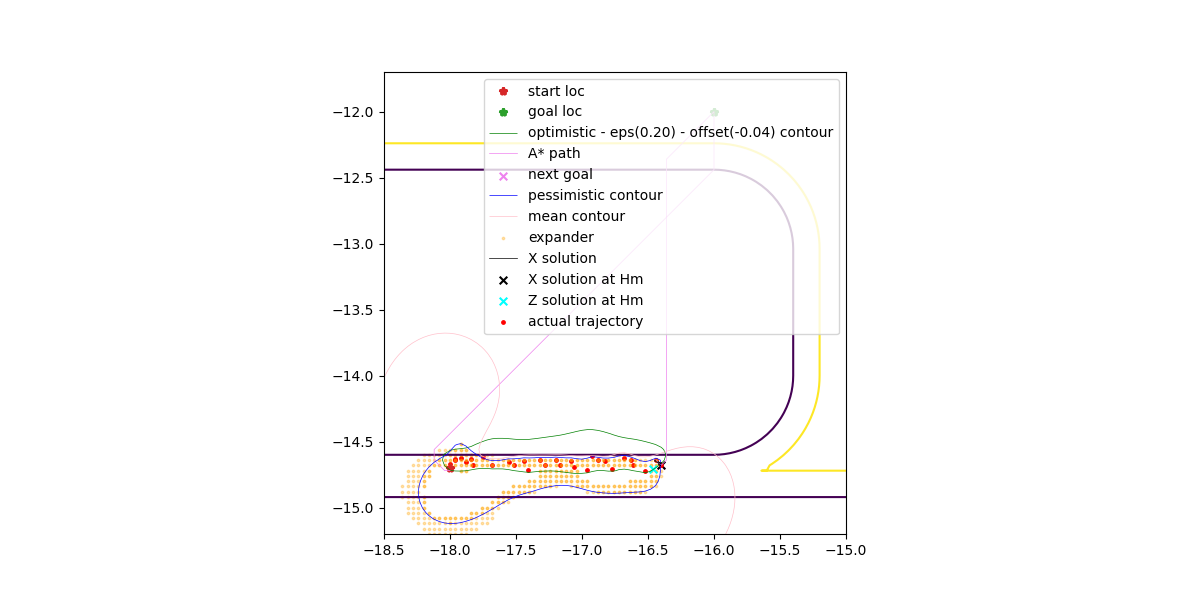 start loc
goal loc
optimistic - eps(0.20) - offset(-0.04) contour
A* path
next goal
pessimistic contour
mean contour
expander
X solution
X solution at Hm
Z solution at Hm
actual trajectory
−12.0
−12.5
−13.0
−13.5
−14.0
−14.5
−15.0
−18.5 −18.0 −17.5 −17.0 −16.5 −16.0 −15.5 −15.0